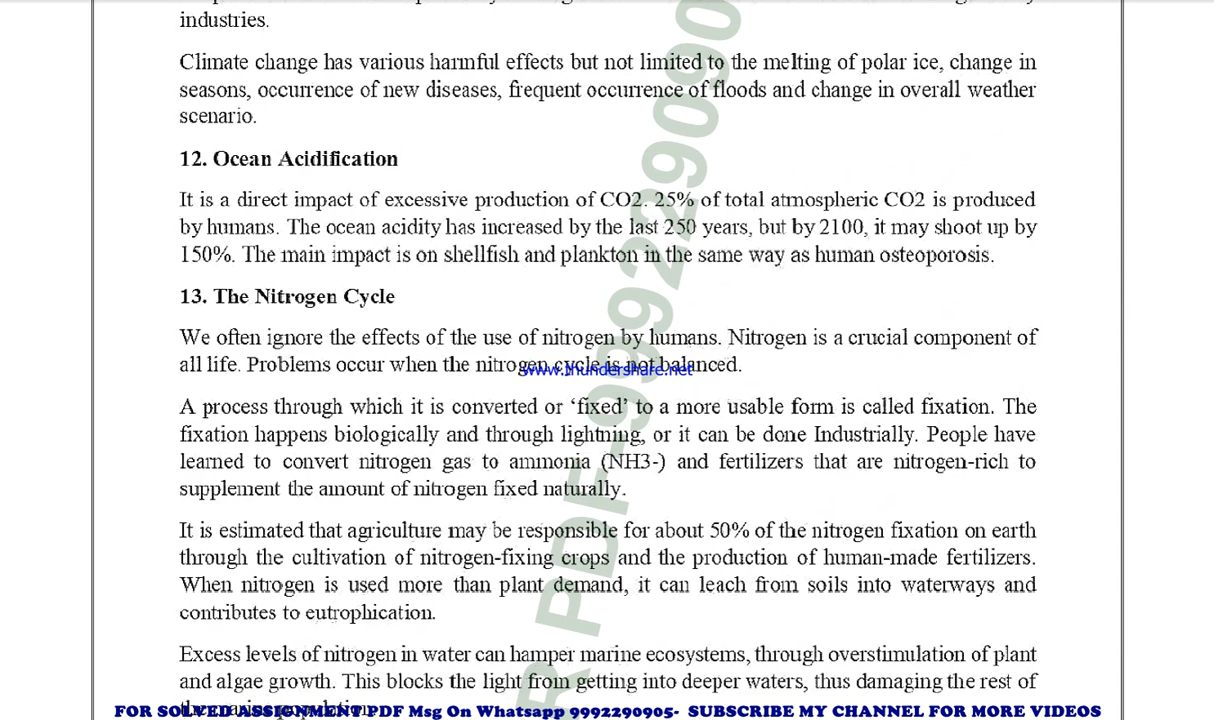 industries.
Climate change has various harmful effects but not limited to the melting of polar ice, change in
seasons, occurrence of new diseases, frequent occurrence of floods and change in overall weather
scenario.
12. Ocean Acidification
It is a direct impact of excessive production of CO2. 25% of total atmospheric CO2 is produced
by humans. The ocean acidity has increased by the last 250 years, but by 2100, it may shoot up by
150%. The main impact is on shellfish and plankton in the same way as human osteoporosis.
13. The Nitrogen Cycle
We often ignore the effects of the use of nitrogen by humans. Nitrogen is a crucial component of
all life. Problems occur when the nitrogen cycle is not balanced.
www.thundershare.net
A process through which it is converted or ‘fixed’ to a more usable form is called fixation. The
fixation happens biologically and through lightning, or it can be done Industrially. People have
learned to convert nitrogen gas to ammonia (NH3-) and fertilizers that are nitrogen-rich to
supplement the amount of nitrogen fixed naturally.
It is estimated that agriculture may be responsible for about 50% of the nitrogen fixation on earth
through the cultivation of nitrogen-fixing crops and the production of human-made fertilizers.
When nitrogen is used more than plant demand, it can leach from soils into waterways and
contributes to eutrophication.
Excess levels of nitrogen in water can hamper marine ecosystems, through overstimulation of plant
and algae growth. This blocks the light from getting into deeper waters, thus damaging the rest of
FOR SOLVED ASSIGNMENT PDF Msg On Whatsapp 9992290905- SUBSCRIBE MY CHANNEL FOR MORE VIDEOS
R PDF-999229090